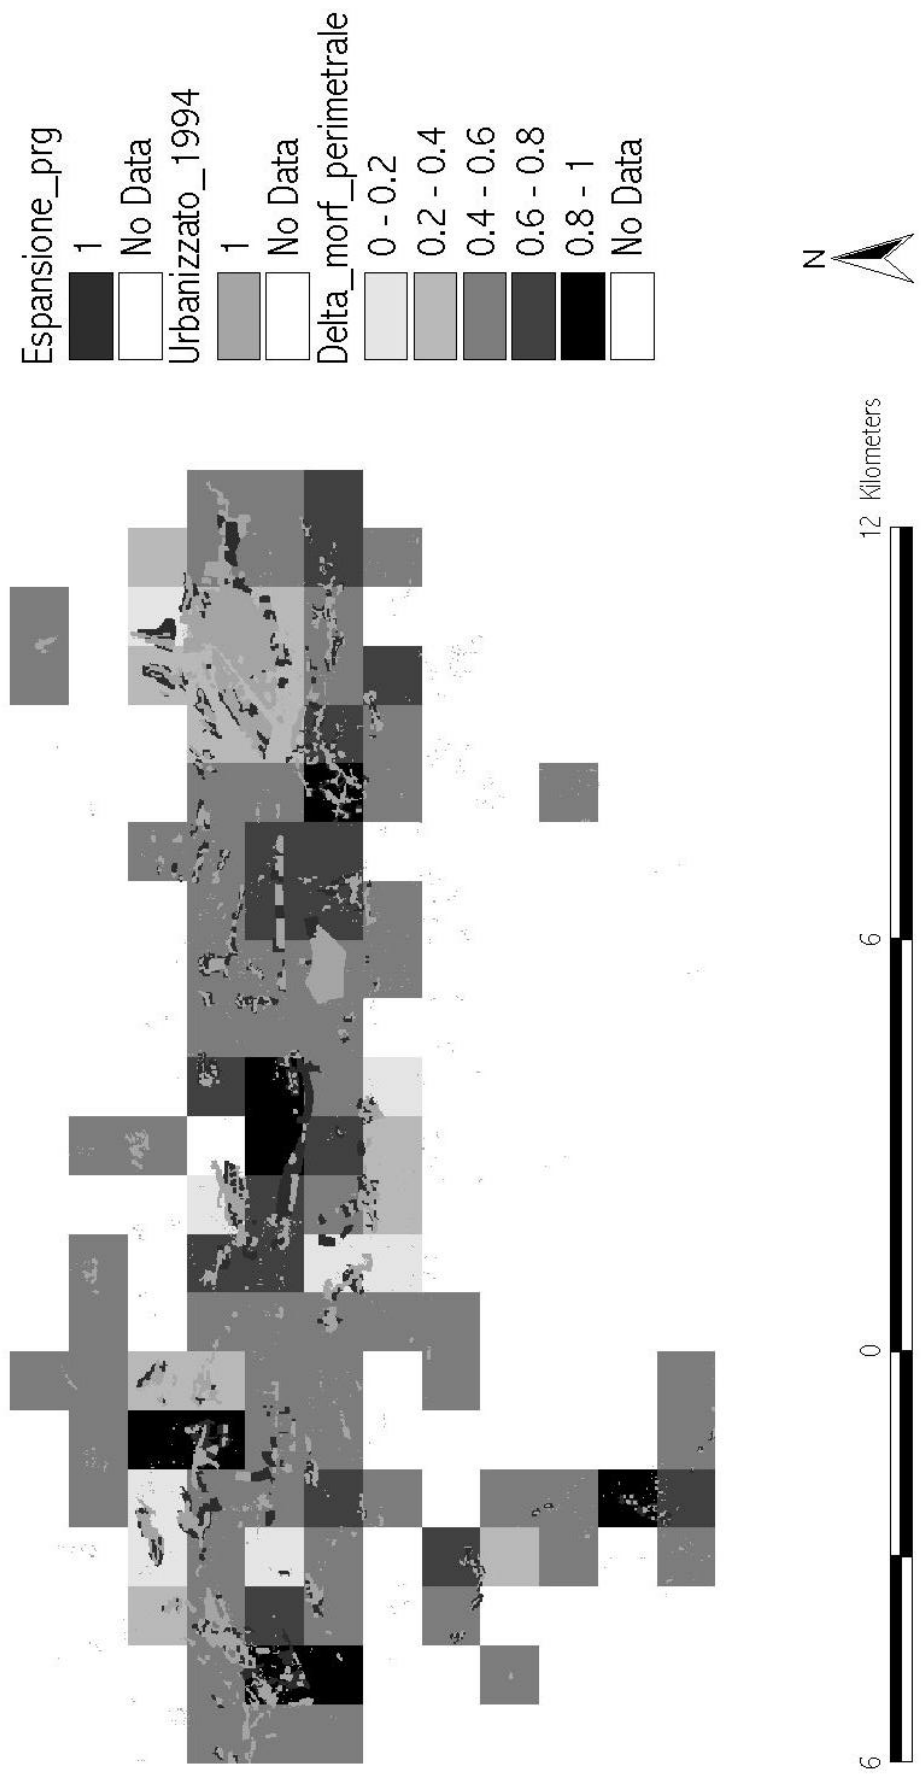 Espansione_prg
1
No Data
Urbanizzato_1994
1
No Data
Delta_morf_perimetrale
0 - 0.2
0.2 - 0.4
0.4 - 0.6
0.6 - 0.8
0.8 - 1
No Data
N
6 0 6 12 Kilometers